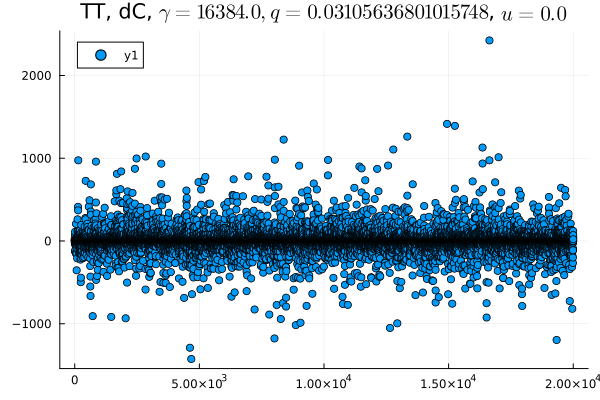 TT, dC, γ = 16384.0, q = 0.03105636801015748, u = 0.0
y1
2000
1000
0
−1000
0 5.00×10³ 1.00×10⁴ 1.50×10⁴ 2.00×10⁴